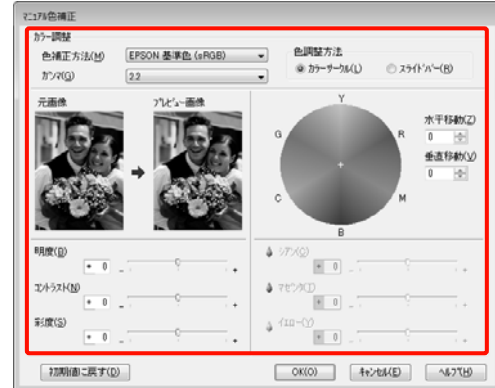 マニュアル色補正
カラー調整
色補正方法(M) EPSON 基準色 (sRGB)
ガンマ(G) 2.2
色調整方法
カラーサークル(L) スライドバー(R)
元画像 プレビュー画像
Y
G R
C M
B
水平移動(Z)
0
垂直移動(V)
0
明度(B)
+ 0 - +
コントラスト(N)
+ 0 - +
彩度(S)
+ 0 - +
シアン(C)
+ 0 - +
マゼンタ(T)
+ 0 - +
イエロー(Y)
+ 0 - +
初期値に戻す(D) OK(O) キャンセル(E) ヘルプ(H)